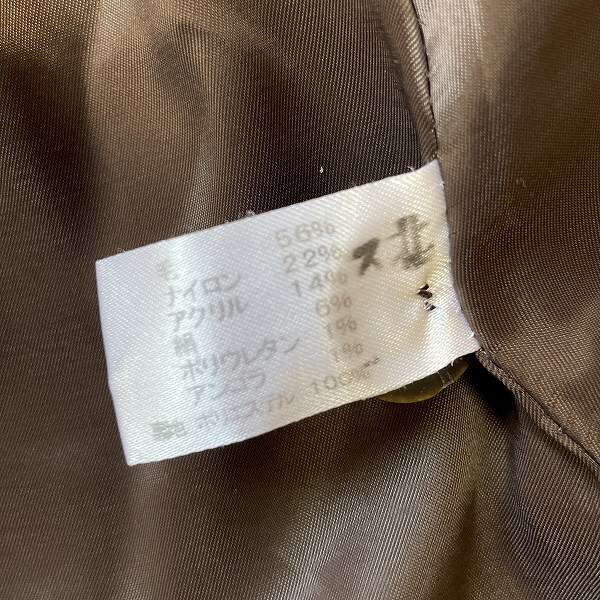 毛 56%
ナイロン 22%
アクリル 14%
綿 6%
ポリウレタン 1%
アンゴラ 1%
裏地 ポリエステル 100%